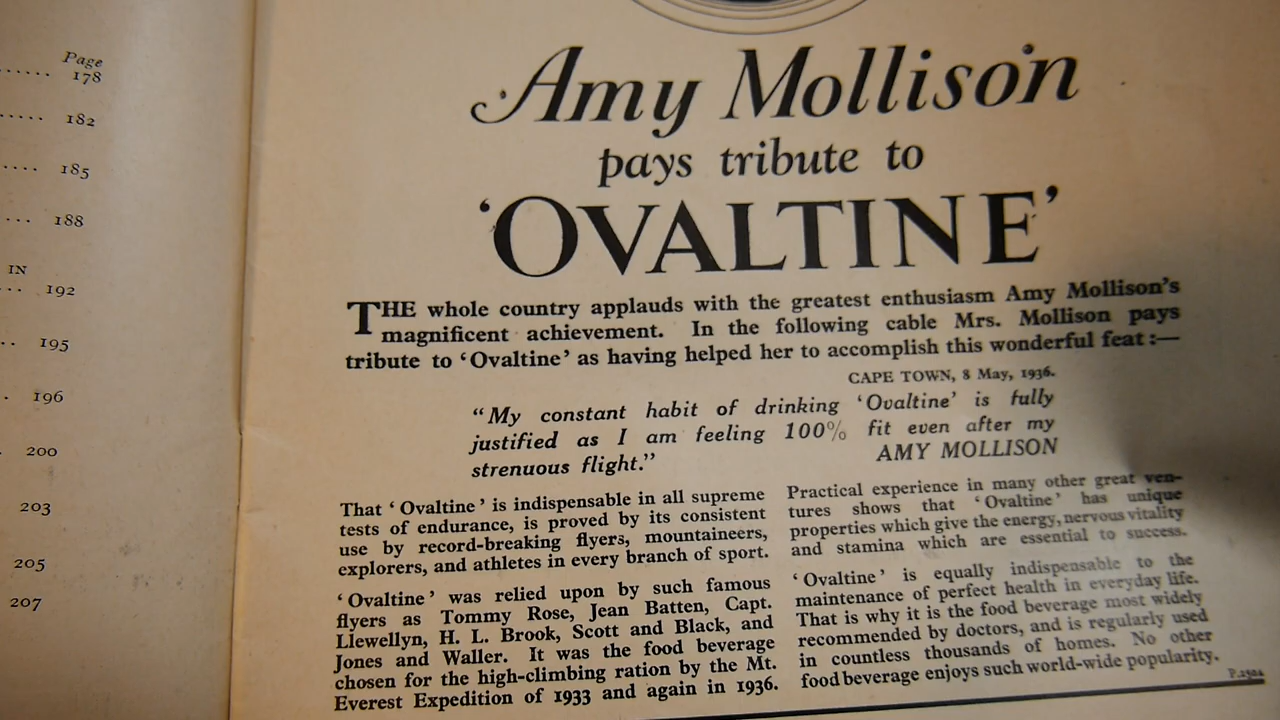 Page
...... 178
..... 182
.... 185
... 188
IN
... 192
.. 195
. 196
. 200
203
205
207
Amy Mollison
pays tribute to
‘OVALTINE’
THE whole country applauds with the greatest enthusiasm Amy Mollison’s
magnificent achievement. In the following cable Mrs. Mollison pays
tribute to ‘Ovaltine’ as having helped her to accomplish this wonderful feat :—
CAPE TOWN, 8 May, 1936.
“My constant habit of drinking ‘Ovaltine’ is fully
justified as I am feeling 100% fit even after my
strenuous flight.” AMY MOLLISON
That ‘Ovaltine’ is indispensable in all supreme
tests of endurance, is proved by its consistent
use by record-breaking flyers, mountaineers,
explorers, and athletes in every branch of sport.
‘Ovaltine’ was relied upon by such famous
flyers as Tommy Rose, Jean Batten, Capt.
Llewellyn, H. L. Brook, Scott and Black, and
Jones and Waller. It was the food beverage
chosen for the high-climbing ration by the Mt.
Everest Expedition of 1933 and again in 1936.
Practical experience in many other great ven-
tures shows that ‘Ovaltine’ has unique
properties which give the energy, nervous vitality
and stamina which are essential to success.
‘Ovaltine’ is equally indispensable to the
maintenance of perfect health in everyday life.
That is why it is the food beverage most widely
recommended by doctors, and is regularly used
in countless thousands of homes. No other
food beverage enjoys such world-wide popularity.